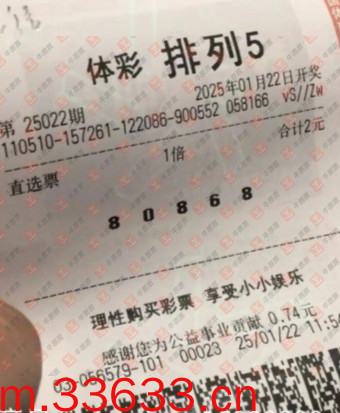 体彩 排列5
第 25022期 2025年01月22日开奖
110510-157261-122086-900552 058166 vS//Zw
1倍 合计2元
直选票
8 0 8 6 8
理性购买彩票 享受小小娱乐
感谢您为公益事业贡献 0.74元
03-056579-101 00023 25/01/22 11:54
m.33633.cn